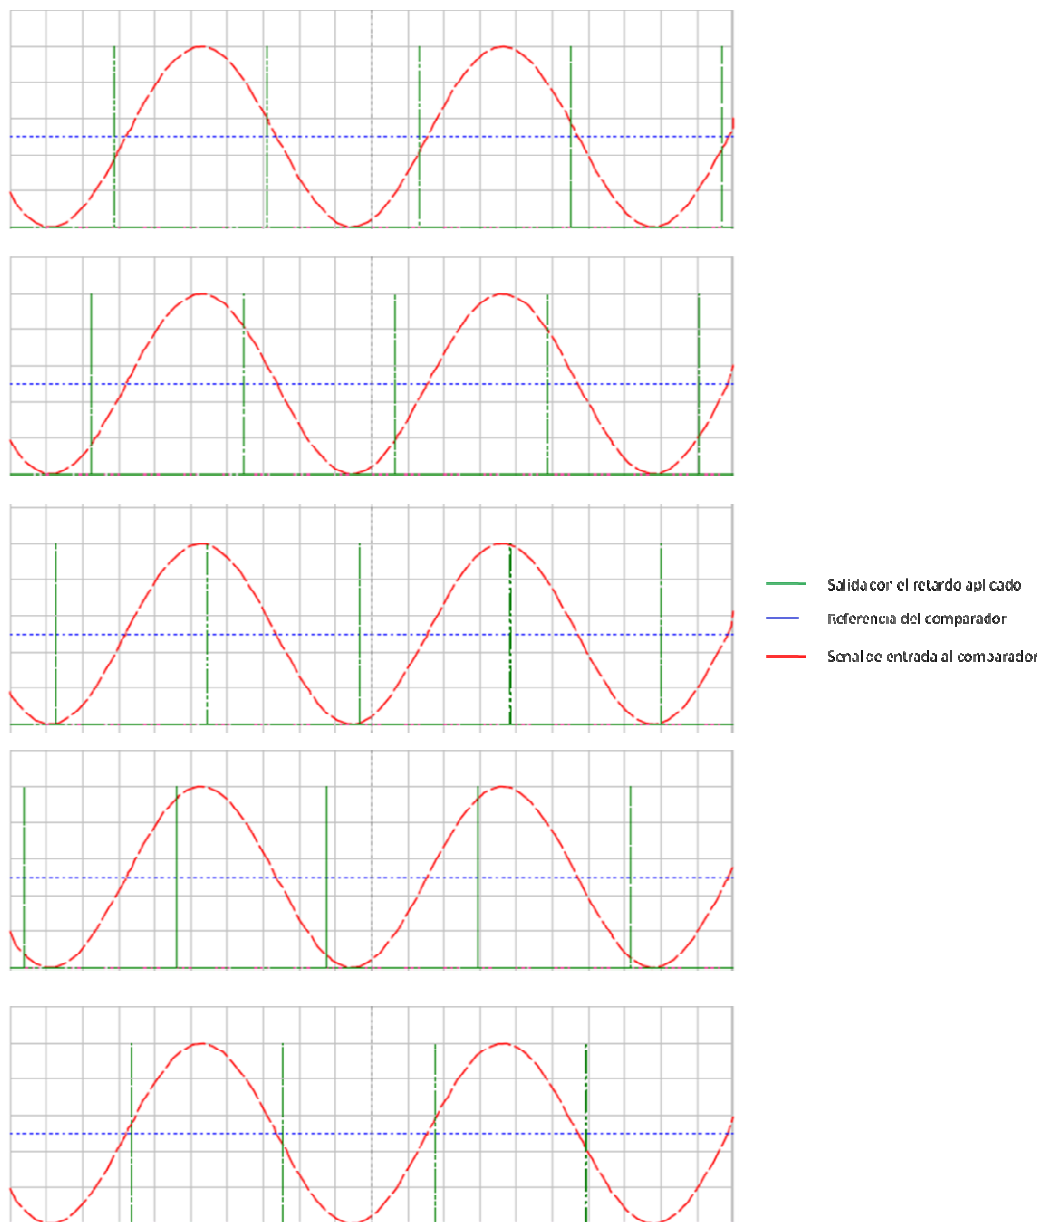 Salida con el retardo aplicado
Referencia del comparador
Senal de entrada al comparador